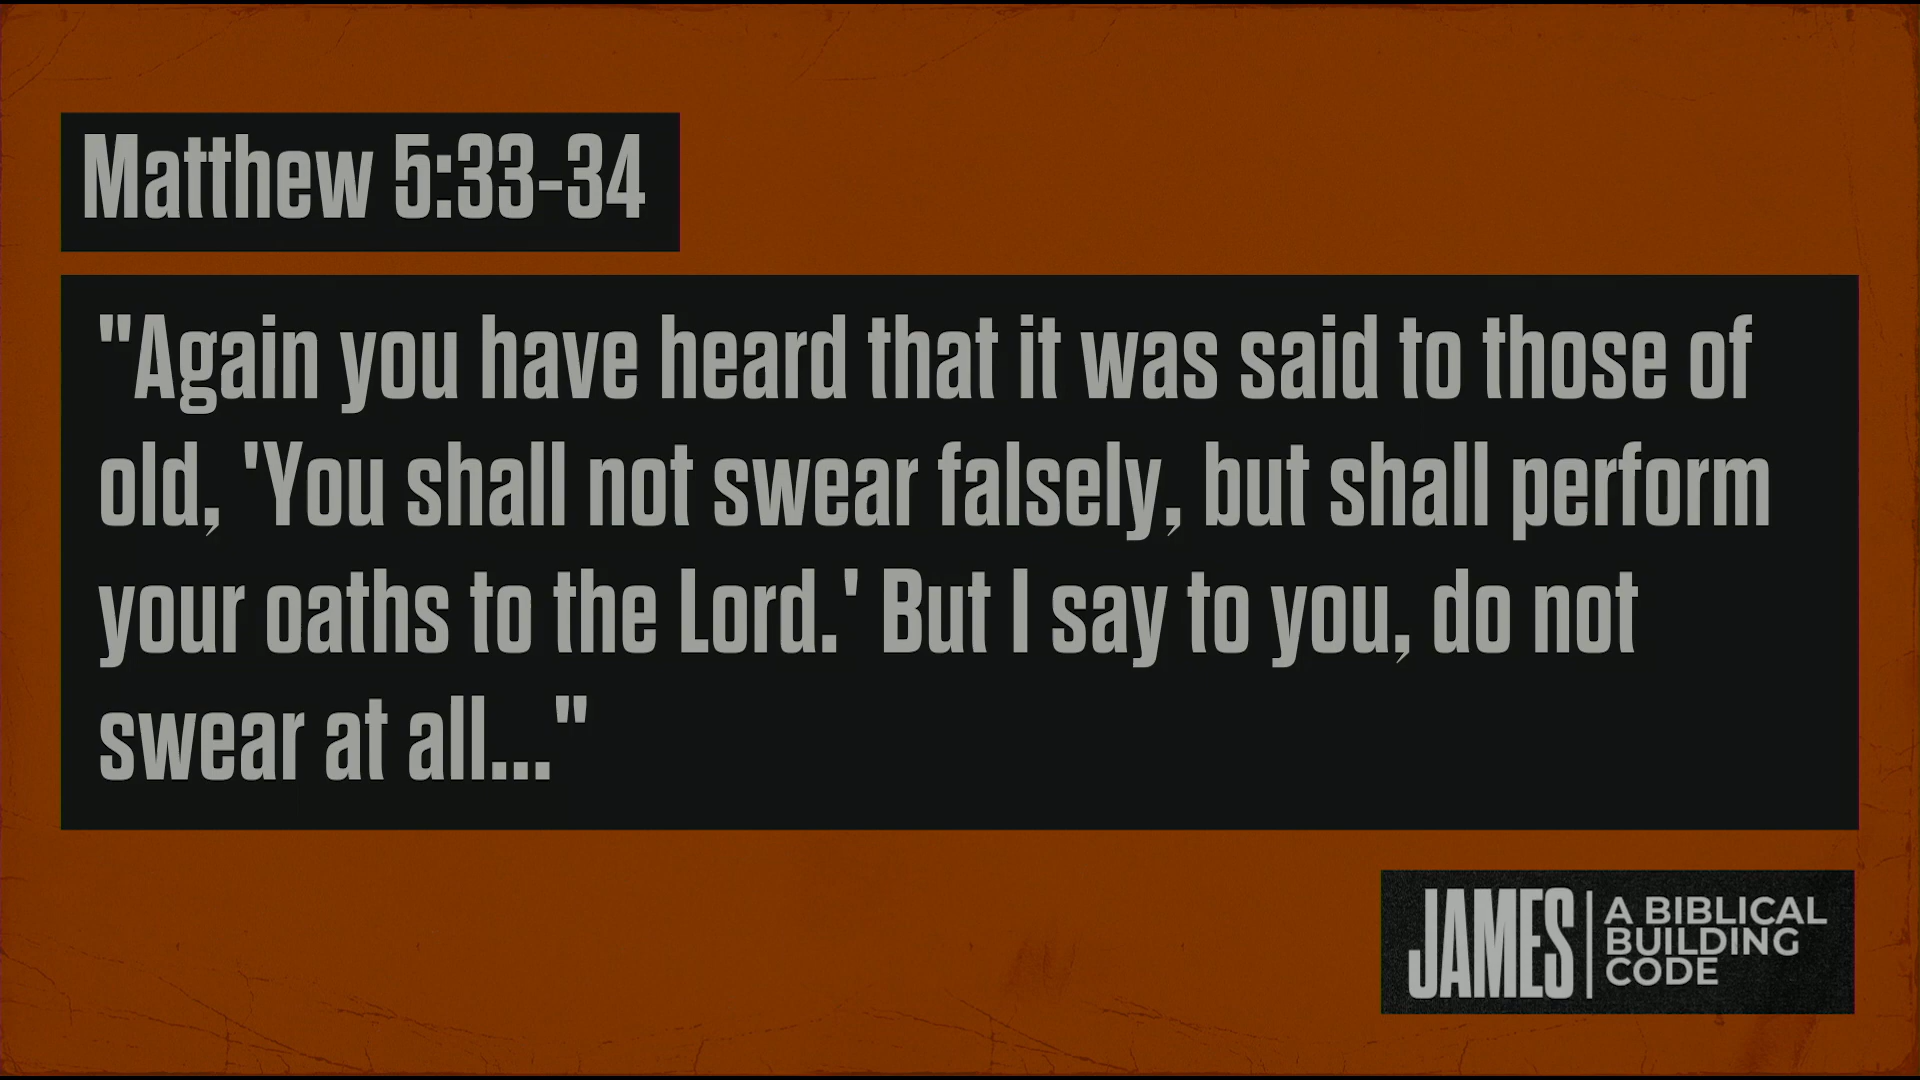 Matthew 5:33-34
"Again you have heard that it was said to those of
old, 'You shall not swear falsely, but shall perform
your oaths to the Lord.' But I say to you, do not
swear at all..."
JAMES
A BIBLICAL
BUILDING
CODE